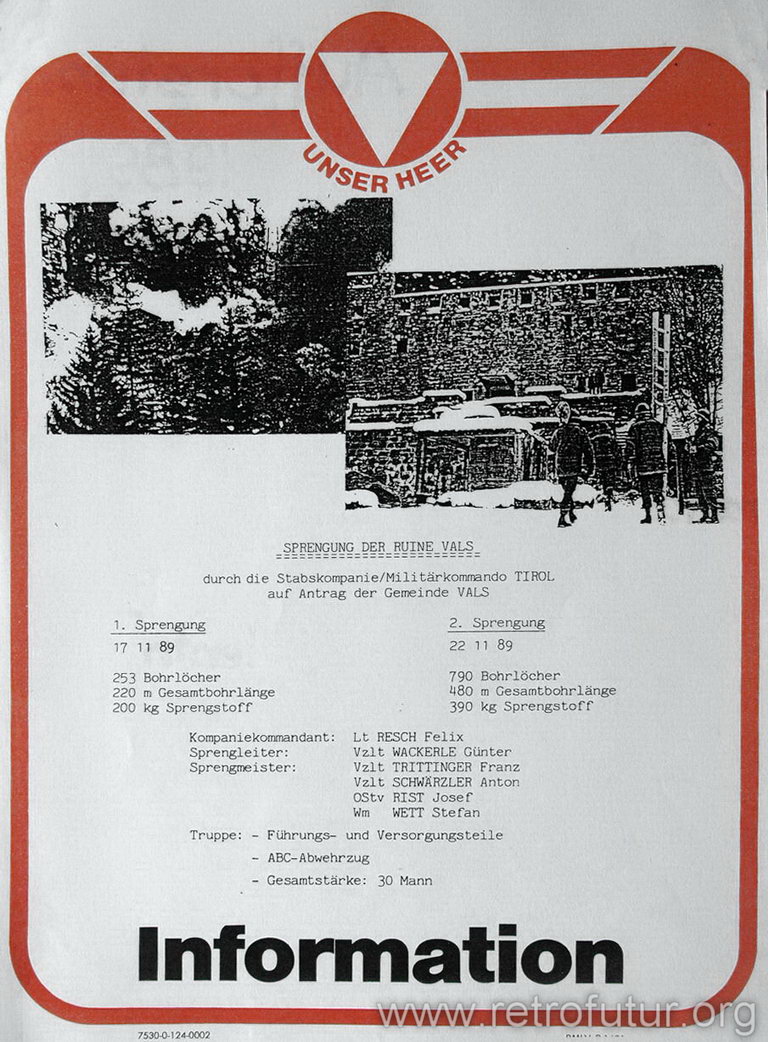 UNSER HEER
SPRENGUNG DER RUINE VALS
durch die Stabskompanie/Militärkommando TIROL
auf Antrag der Gemeinde VALS
1. Sprengung
17 11 89
253 Bohrlöcher
220 m Gesamtbohrlänge
200 kg Sprengstoff
2. Sprengung
22 11 89
790 Bohrlöcher
480 m Gesamtbohrlänge
390 kg Sprengstoff
Kompaniekommandant: Lt RESCH Felix
Sprengleiter: Vzlt WACKERLE Günter
Sprengmeister: Vzlt TRITTINGER Franz
Vzlt SCHWÄRZLER Anton
OStv RIST Josef
Wm WETT Stefan
Truppe: - Führungs- und Versorgungsteile
- ABC-Abwehrzug
- Gesamtstärke: 30 Mann
Information
www.retrofutur.org
7530-0-124-0002